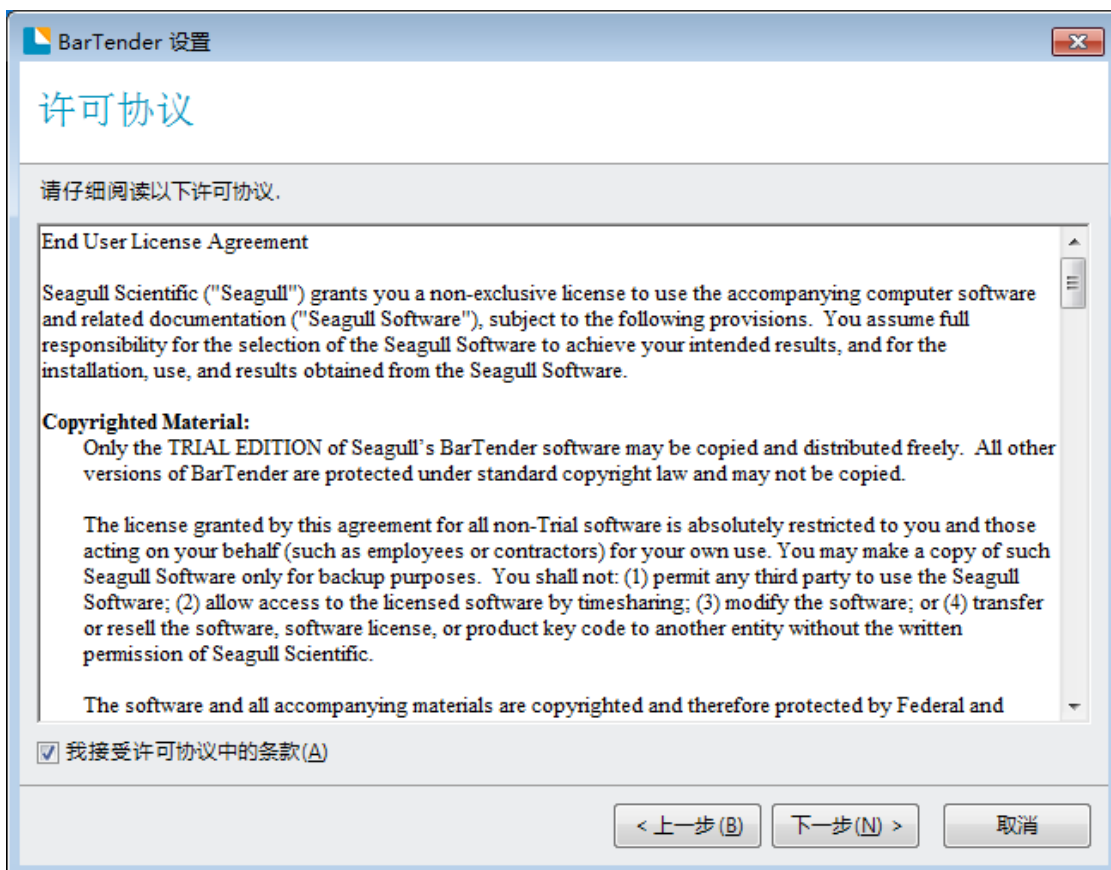 BarTender 设置
许可协议
请仔细阅读以下许可协议.
End User License Agreement
Seagull Scientific ("Seagull") grants you a non-exclusive license to use the accompanying computer software
and related documentation ("Seagull Software"), subject to the following provisions.  You assume full
responsibility for the selection of the Seagull Software to achieve your intended results, and for the
installation, use, and results obtained from the Seagull Software.
Copyrighted Material:
Only the TRIAL EDITION of Seagull’s BarTender software may be copied and distributed freely.  All other
versions of BarTender are protected under standard copyright law and may not be copied.
The license granted by this agreement for all non-Trial software is absolutely restricted to you and those
acting on your behalf (such as employees or contractors) for your own use. You may make a copy of such
Seagull Software only for backup purposes.  You shall not: (1) permit any third party to use the Seagull
Software; (2) allow access to the licensed software by timesharing; (3) modify the software; or (4) transfer
or resell the software, software license, or product key code to another entity without the written
permission of Seagull Scientific.
The software and all accompanying materials are copyrighted and therefore protected by Federal and
我接受许可协议中的条款(A)
< 上一步(B)
下一步(N) >
取消